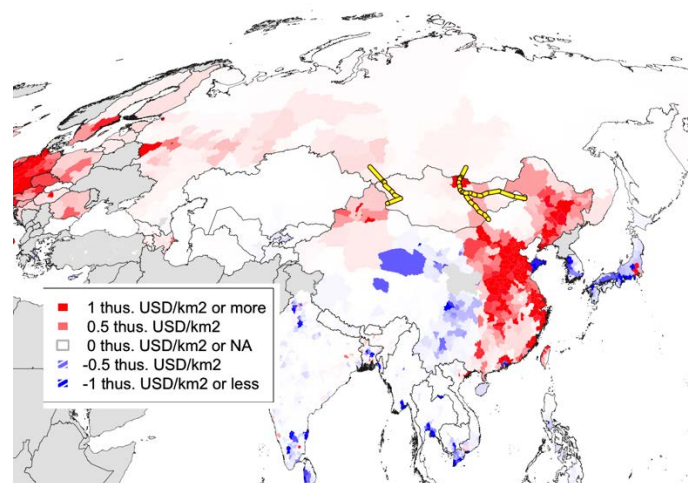 1 thus. USD/km2 or more
0.5 thus. USD/km2
0 thus. USD/km2 or NA
-0.5 thus. USD/km2
-1 thus. USD/km2 or less